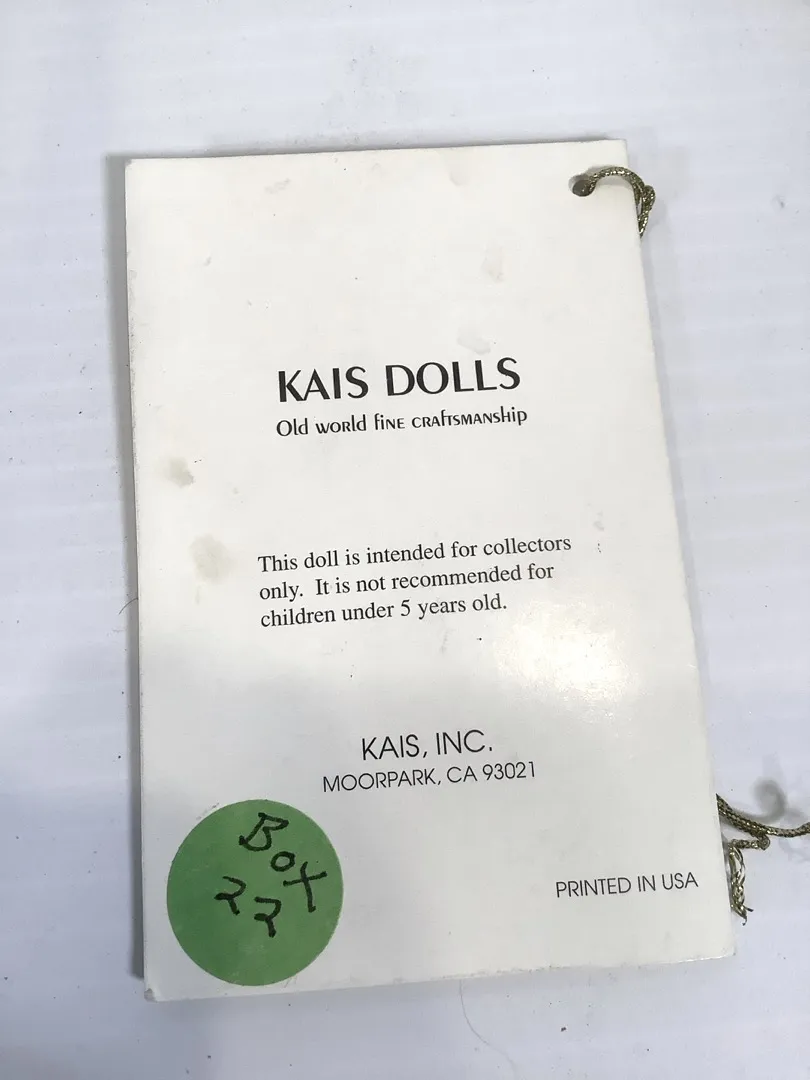 KAIS DOLLS
Old world fine craftsmanship
This doll is intended for collectors
only. It is not recommended for
children under 5 years old.
KAIS, INC.
MOORPARK, CA 93021
Box
22
PRINTED IN USA